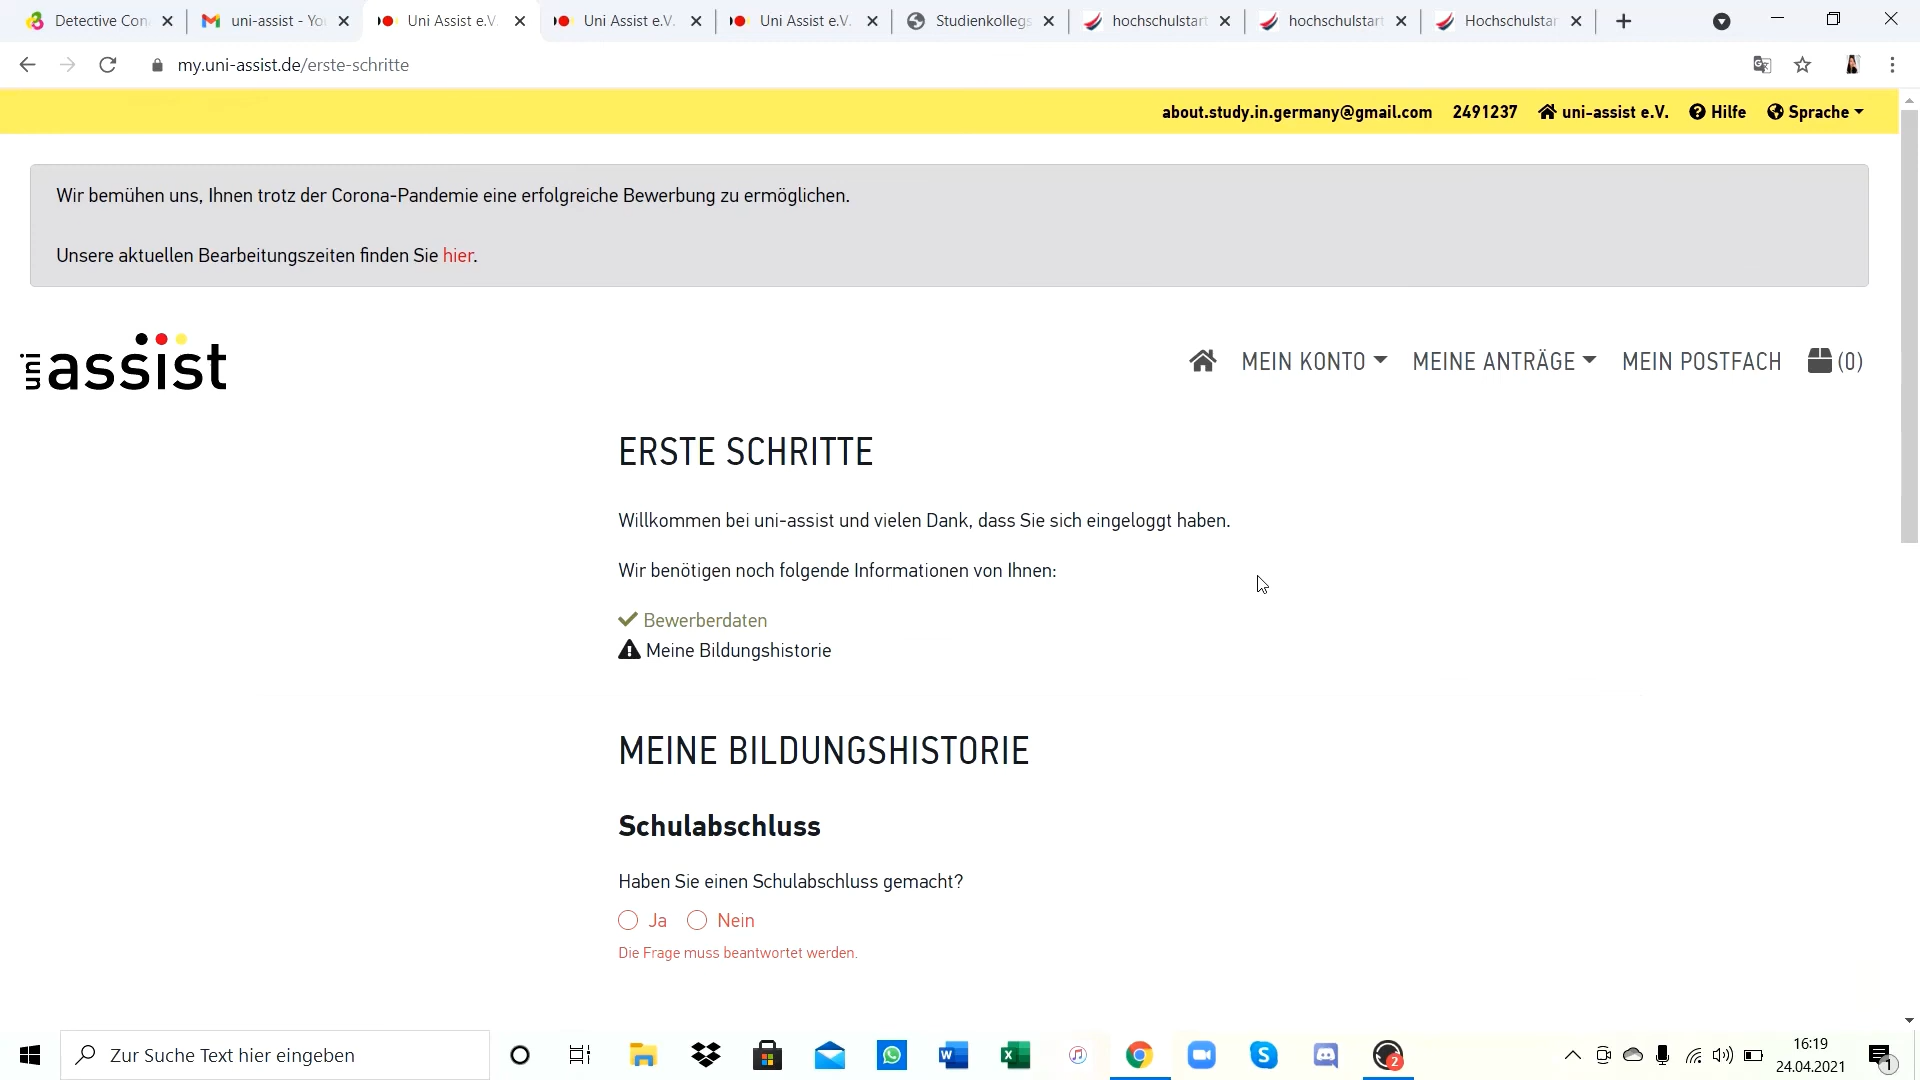 Detective Con
uni-assist - Yo
Uni Assist e.V.
Uni Assist e.V.
Uni Assist e.V.
Studienkollegs
hochschulstart
hochschulstart
Hochschulstar
my.uni-assist.de/erste-schritte
about.study.in.germany@gmail.com 2491237 uni-assist e.V. Hilfe Sprache
Wir bemühen uns, Ihnen trotz der Corona-Pandemie eine erfolgreiche Bewerbung zu ermöglichen.
Unsere aktuellen Bearbeitungszeiten finden Sie hier.
uni assist
MEIN KONTO MEINE ANTRÄGE MEIN POSTFACH (0)
ERSTE SCHRITTE
Willkommen bei uni-assist und vielen Dank, dass Sie sich eingeloggt haben.
Wir benötigen noch folgende Informationen von Ihnen:
Bewerberdaten
Meine Bildungshistorie
MEINE BILDUNGSHISTORIE
Schulabschluss
Haben Sie einen Schulabschluss gemacht?
Ja Nein
Die Frage muss beantwortet werden.
Zur Suche Text hier eingeben
2
16:19
24.04.2021
1